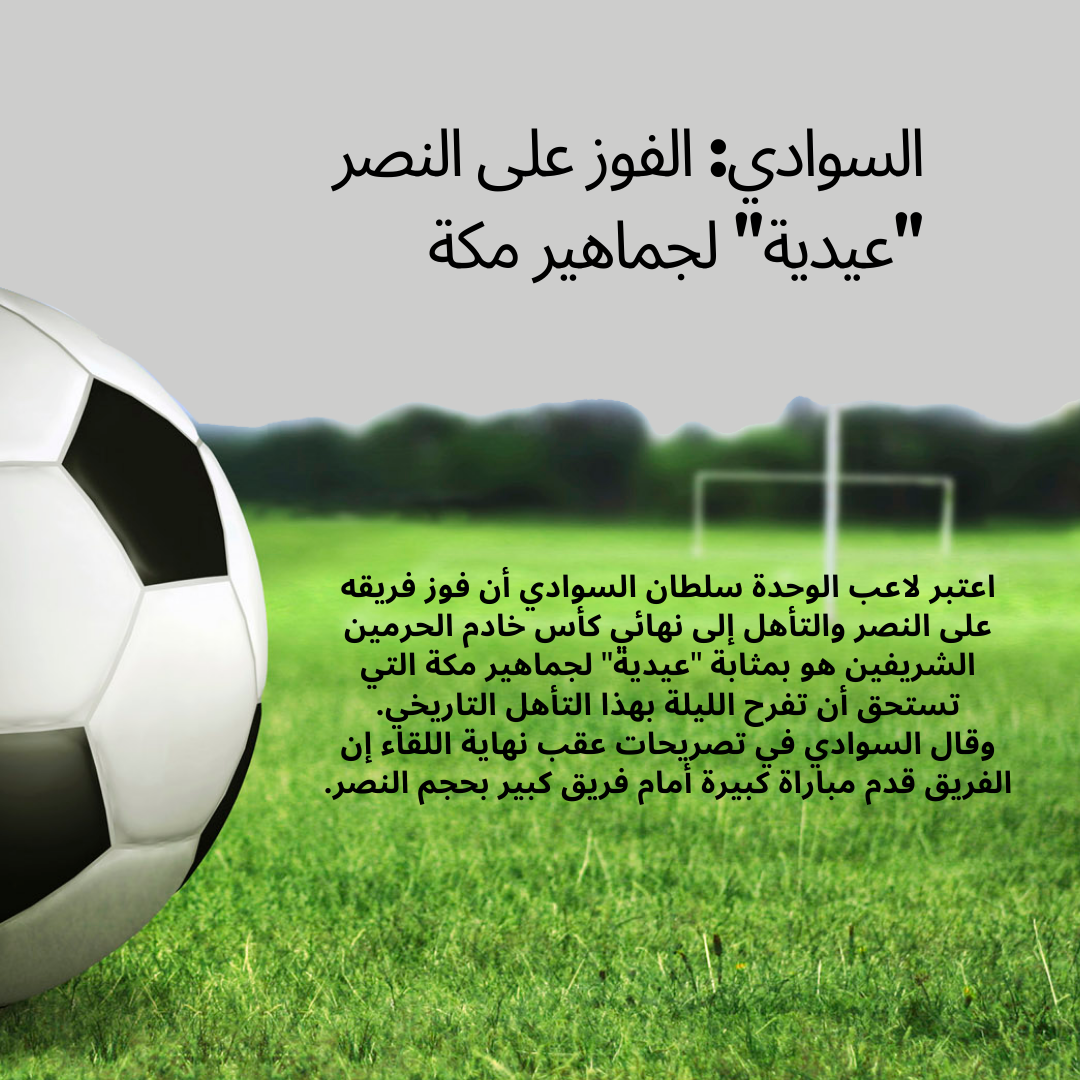 السوادي: الفوز على النصر
"عيدية" لجماهير مكة
اعتبر لاعب الوحدة سلطان السوادي أن فوز فريقه
على النصر والتأهل إلى نهائي كأس خادم الحرمين
الشريفين هو بمثابة "عيدية" لجماهير مكة التي
تستحق أن تفرح الليلة بهذا التأهل التاريخي.
وقال السوادي في تصريحات عقب نهاية اللقاء إن
الفريق قدم مباراة كبيرة أمام فريق كبير بحجم النصر.